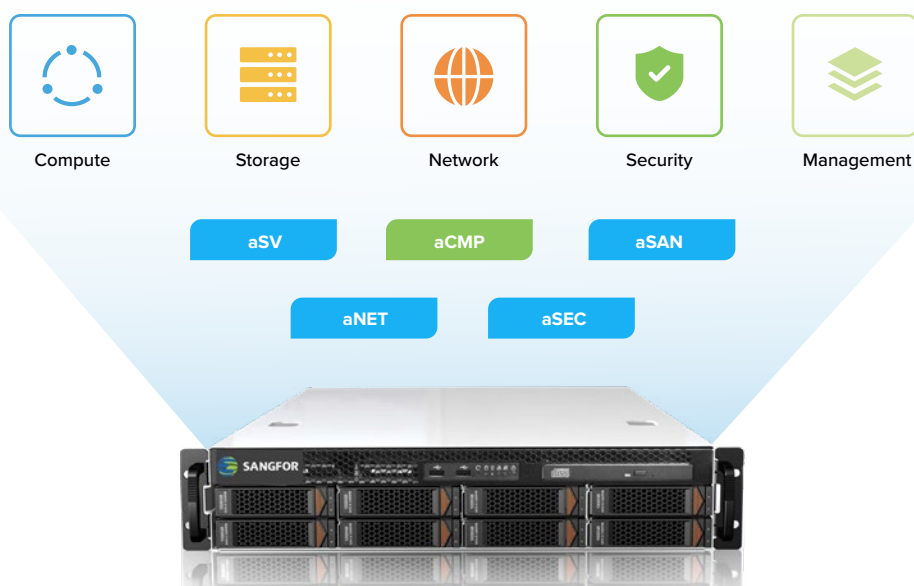 Compute Storage Network Security Management
aSV aCMP aSAN
aNET aSEC
SANGFOR